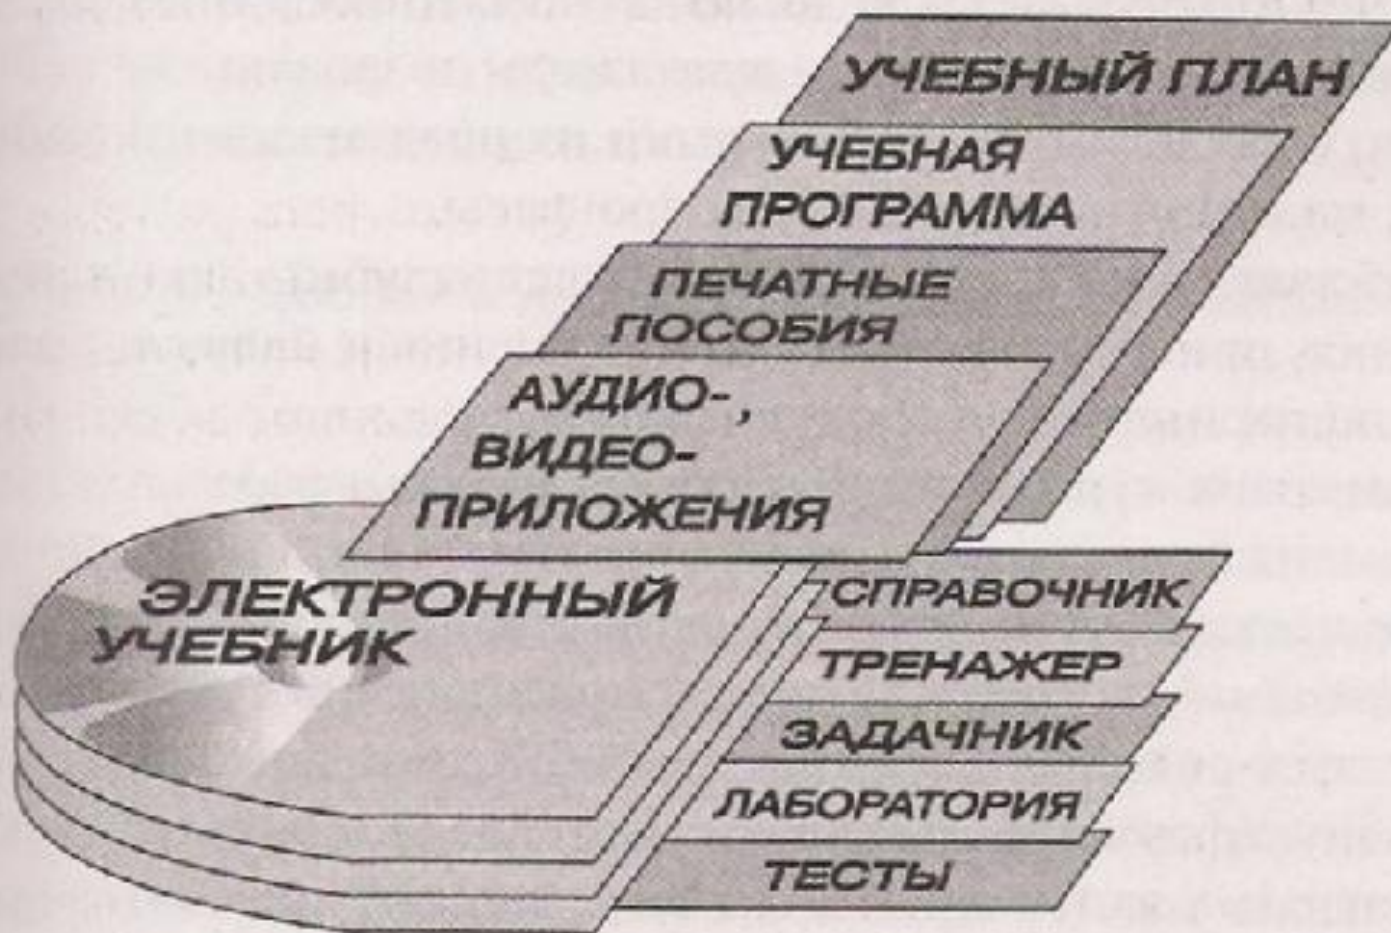 УЧЕБНЫЙ ПЛАН
УЧЕБНАЯ
ПРОГРАММА
ПЕЧАТНЫЕ
ПОСОБИЯ
АУДИО-,
ВИДЕО-
ПРИЛОЖЕНИЯ
ЭЛЕКТРОННЫЙ
УЧЕБНИК
СПРАВОЧНИК
ТРЕНАЖЕР
ЗАДАЧНИК
ЛАБОРАТОРИЯ
ТЕСТЫ